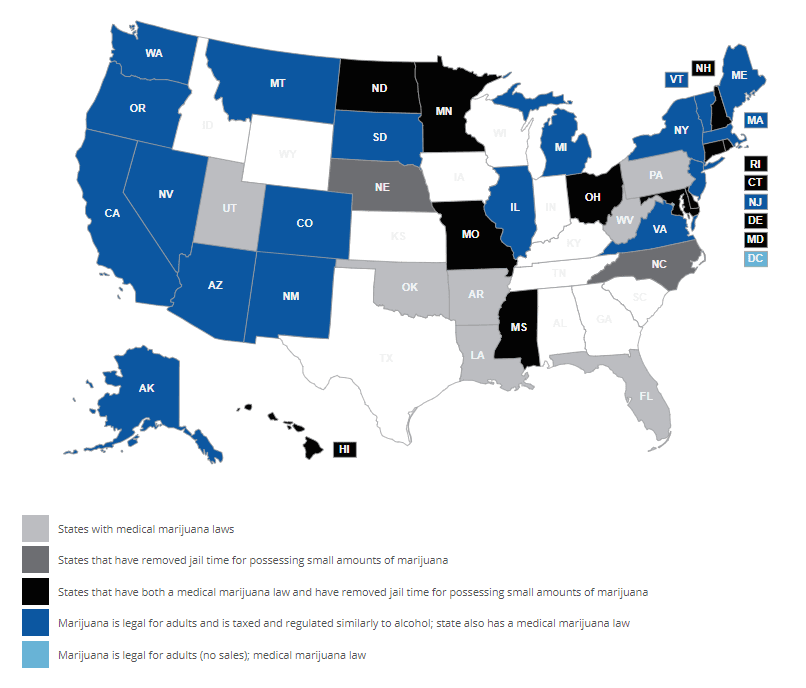 WA
MT
ND
MN
OR
ID
WY
SD
WI
MI
NY
VT
NH
ME
MA
RI
CT
NJ
DE
MD
DC
NV
UT
CO
NE
IA
IL
IN
OH
PA
WV
VA
CA
KS
MO
KY
NC
AZ
NM
OK
AR
TN
SC
TX
LA
MS
AL
GA
FL
AK
HI
States with medical marijuana laws
States that have removed jail time for possessing small amounts of marijuana
States that have both a medical marijuana law and have removed jail time for possessing small amounts of marijuana
Marijuana is legal for adults and is taxed and regulated similarly to alcohol; state also has a medical marijuana law
Marijuana is legal for adults (no sales); medical marijuana law